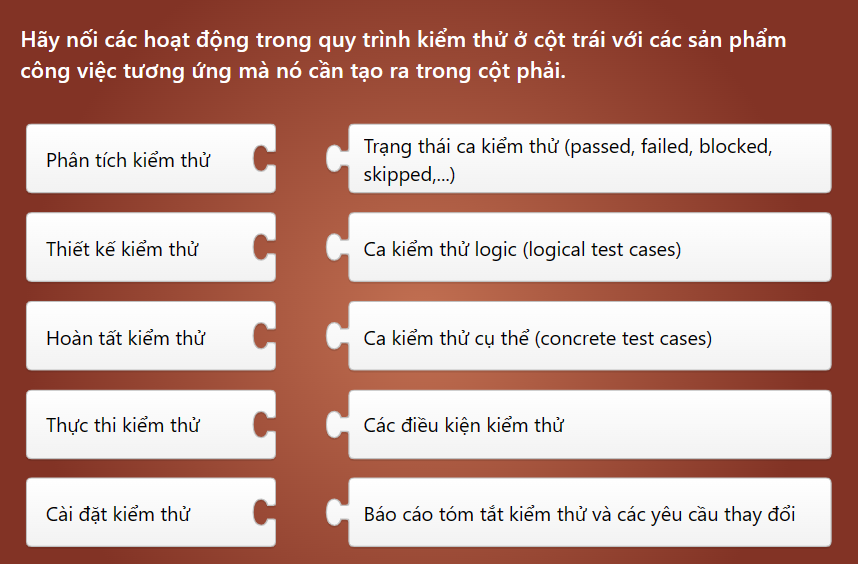 Hãy nối các hoạt động trong quy trình kiểm thử ở cột trái với các sản phẩm
công việc tương ứng mà nó cần tạo ra trong cột phải.
Phân tích kiểm thử
Trạng thái ca kiểm thử (passed, failed, blocked,
skipped,...)
Thiết kế kiểm thử
Ca kiểm thử logic (logical test cases)
Hoàn tất kiểm thử
Ca kiểm thử cụ thể (concrete test cases)
Thực thi kiểm thử
Các điều kiện kiểm thử
Cài đặt kiểm thử
Báo cáo tóm tắt kiểm thử và các yêu cầu thay đổi